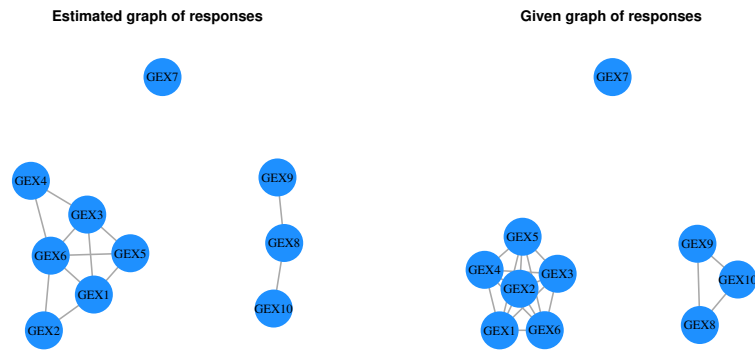 Estimated graph of responses
GEX7
GEX4
GEX9
GEX3
GEX6
GEX5
GEX8
GEX1
GEX10
GEX2
Given graph of responses
GEX7
GEX5
GEX9
GEX4
GEX3
GEX10
GEX2
GEX1
GEX6
GEX8